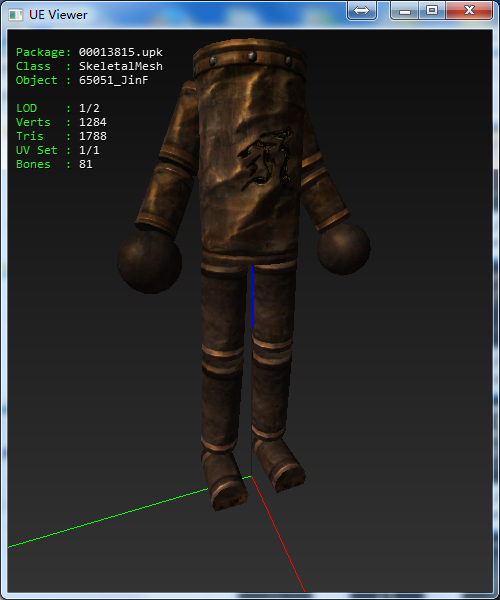 UE Viewer
Package: 00013815.upk
Class : SkeletalMesh
Object : 65051_JinF
LOD : 1/2
Verts : 1284
Tris : 1788
UV Set : 1/1
Bones : 81